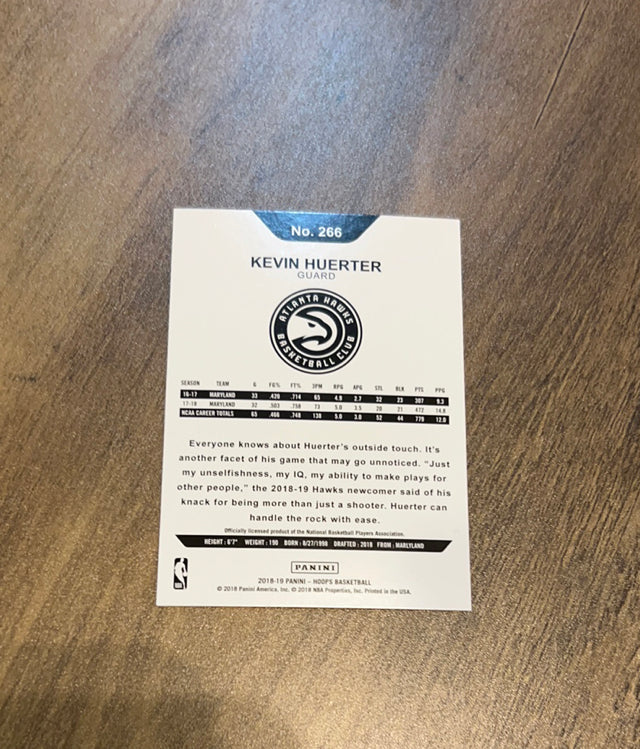 No. 266
KEVIN HUERTER
GUARD
ATLANTA HAWKS
BASKETBALL CLUB
SEASON TEAM G FG% FT% 3PM RPG APG STL BLK PTS PPG
16-17 MARYLAND 33 .420 .714 65 4.9 2.7 32 23 307 9.3
17-18 MARYLAND 32 .503 .758 73 5.0 3.5 20 21 472 14.8
NCAA CAREER TOTALS 65 .466 .748 138 5.0 3.0 52 44 779 12.0
Everyone knows about Huerter's outside touch. It's
another facet of his game that may go unnoticed. "Just
my unselfishness, my IQ, my ability to make plays for
other people," the 2018-19 Hawks newcomer said of his
knack for being more than just a shooter. Huerter can
handle the rock with ease.
Officially licensed product of the National Basketball Players Association.
HEIGHT: 6'7" WEIGHT: 190 BORN: 8/27/1998 DRAFTED: 2018 FROM: MARLYLAND
PANINI
2018-19 PANINI – HOOPS BASKETBALL
© 2018 Panini America, Inc. © 2018 NBA Properties, Inc. Printed in the USA.